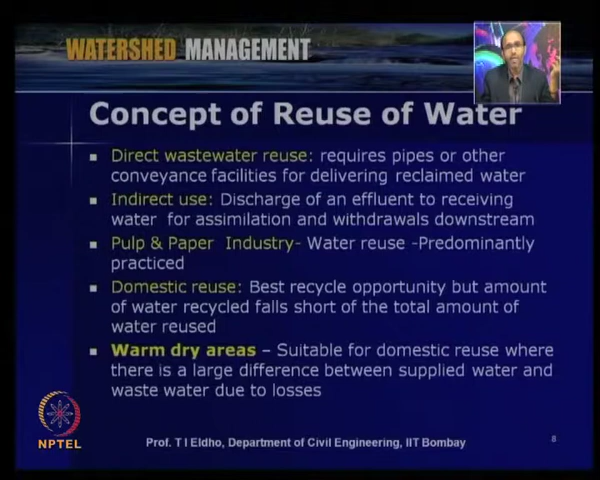 WATERSHED MANAGEMENT
Concept of Reuse of Water
Direct wastewater reuse: requires pipes or other
conveyance facilities for delivering reclaimed water
Indirect use: Discharge of an effluent to receiving
water for assimilation and withdrawals downstream
Pulp & Paper Industry- Water reuse -Predominantly
practiced
Domestic reuse: Best recycle opportunity but amount
of water recycled falls short of the total amount of
water reused
Warm dry areas – Suitable for domestic reuse where
there is a large difference between supplied water and
waste water due to losses
NPTEL
Prof. T I Eldho, Department of Civil Engineering, IIT Bombay
8